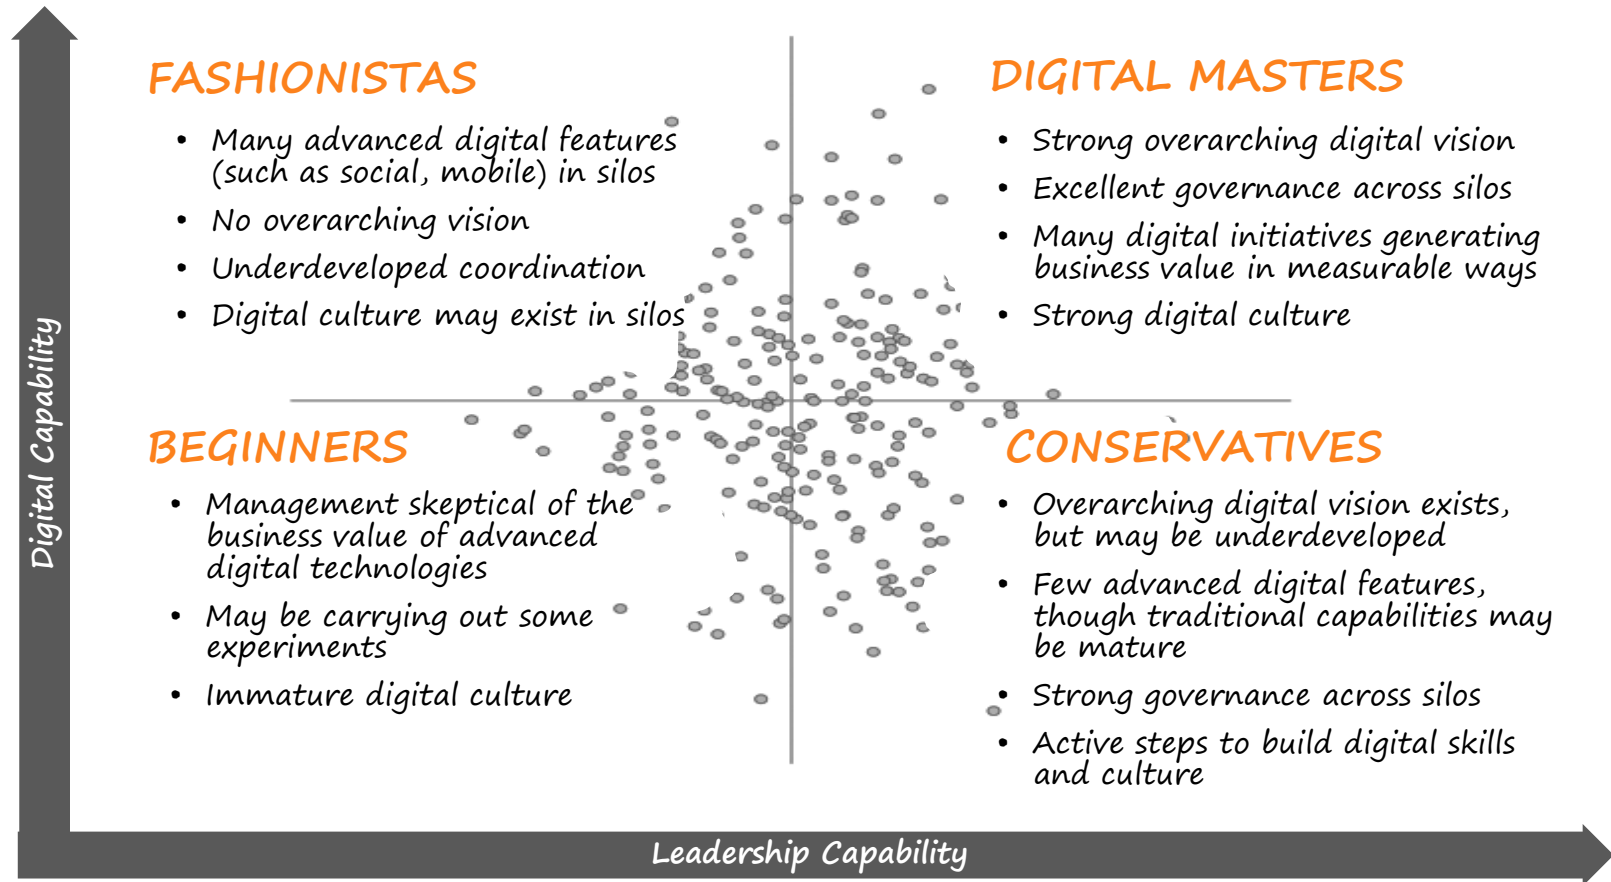 FASHIONISTAS
• Many advanced digital features
(such as social, mobile) in silos
• No overarching vision
• Underdeveloped coordination
• Digital culture may exist in silos
DIGITAL MASTERS
• Strong overarching digital vision
• Excellent governance across silos
• Many digital initiatives generating
business value in measurable ways
• Strong digital culture
BEGINNERS
• Management skeptical of the
business value of advanced
digital technologies
• May be carrying out some
experiments
• Immature digital culture
CONSERVATIVES
• Overarching digital vision exists,
but may be underdeveloped
• Few advanced digital features,
though traditional capabilities may
be mature
• Strong governance across silos
• Active steps to build digital skills
and culture
Digital Capability
Leadership Capability